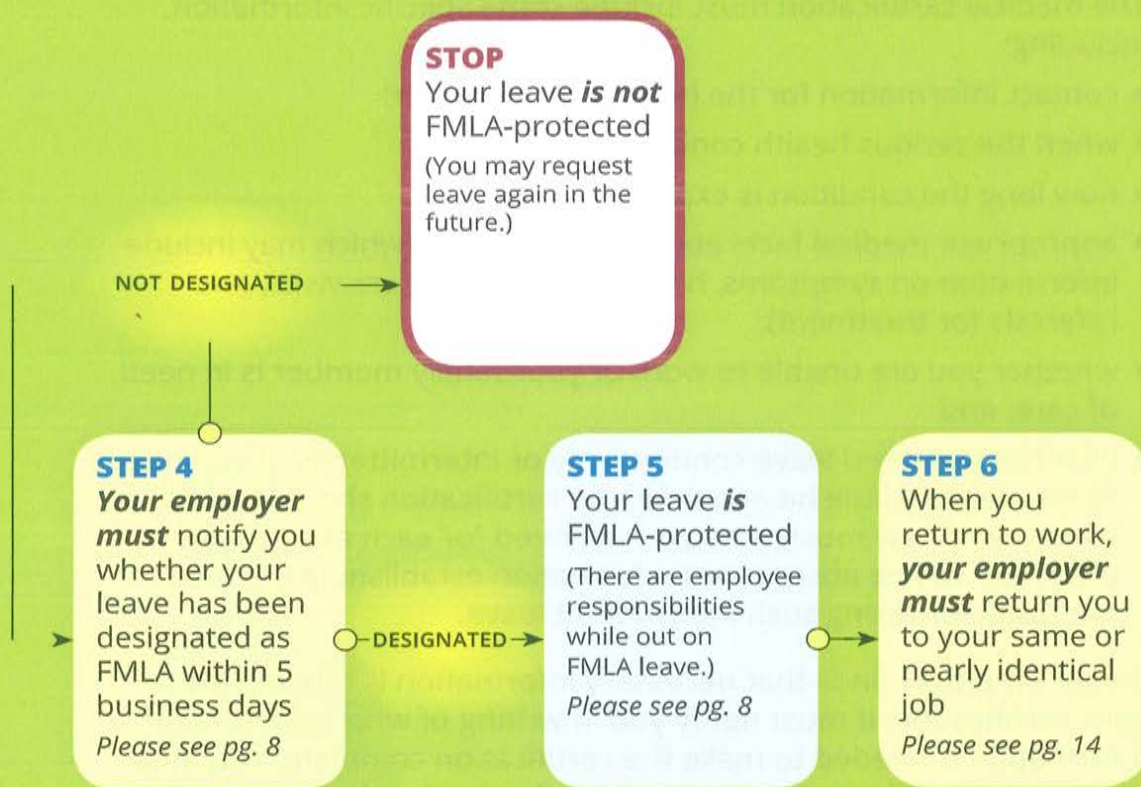 STOP
Your leave is not
FMLA-protected
(You may request
leave again in the
future.)
NOT DESIGNATED
STEP 4
Your employer
must notify you
whether your
leave has been
designated as
FMLA within 5
business days
Please see pg. 8
DESIGNATED
STEP 5
Your leave is
FMLA-protected
(There are employee
responsibilities
while out on
FMLA leave.)
Please see pg. 8
STEP 6
When you
return to work,
your employer
must return you
to your same or
nearly identical
job
Please see pg. 14